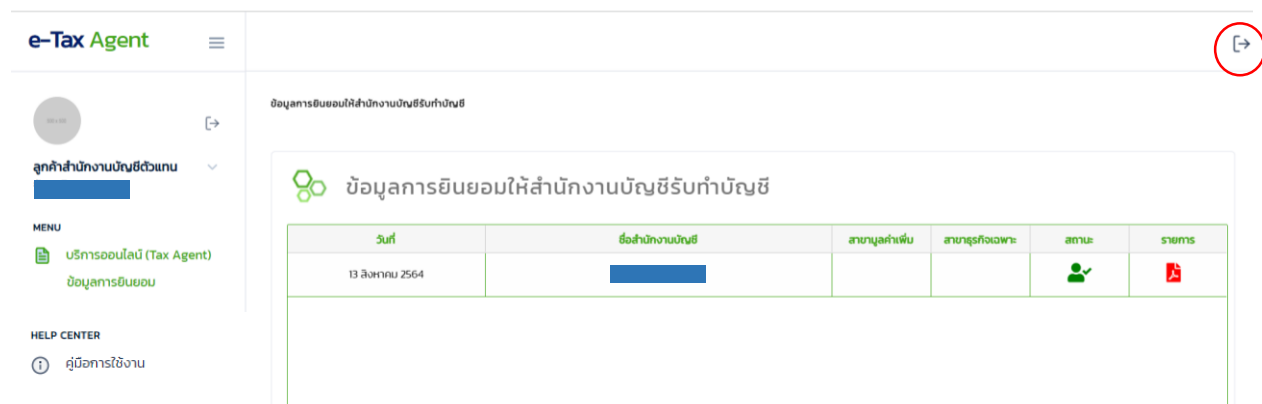 e-Tax Agent
ข้อมูลการยินยอมให้สำนักงานบัญชีรับทำบัญชี
ลูกค้าสำนักงานบัญชีตัวแทน
MENU
บริการออนไลน์ (Tax Agent)
ข้อมูลการยินยอม
HELP CENTER
คู่มือการใช้งาน
ข้อมูลการยินยอมให้สำนักงานบัญชีรับทำบัญชี
วันที่ ชื่อสำนักงานบัญชี สาขามูลค่าเพิ่ม สาขาธุรกิจเฉพาะ สถานะ รายการ
13 สิงหาคม 2564